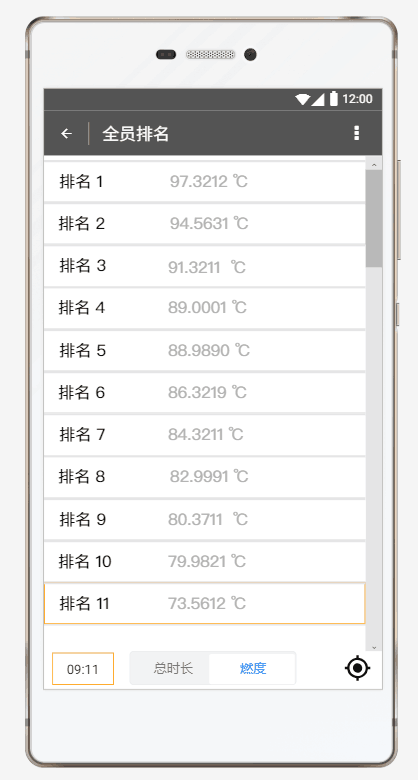 12:00
全员排名
排名 1 97.3212 ℃
排名 2 94.5631 ℃
排名 3 91.3211 ℃
排名 4 89.0001 ℃
排名 5 88.9890 ℃
排名 6 86.3219 ℃
排名 7 84.3211 ℃
排名 8 82.9991 ℃
排名 9 80.3711 ℃
排名 10 79.9821 ℃
排名 11 73.5612 ℃
09:11 总时长 燃度